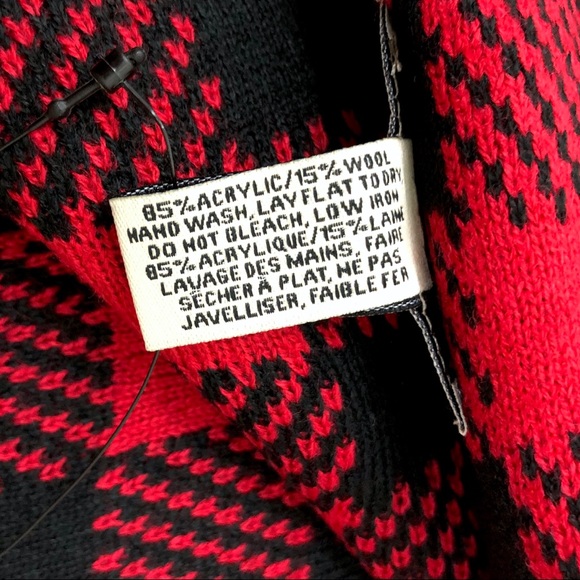 85% ACRYLIC/15% WOOL
HAND WASH, LAY FLAT TO DRY
DO NOT BLEACH, LOW IRON
85% ACRYLIQUE/15% LAINE
LAVAGE DES MAINS, FAIRE
SÉCHER À PLAT, NE PAS
JAVELLISER, FAIBLE FER